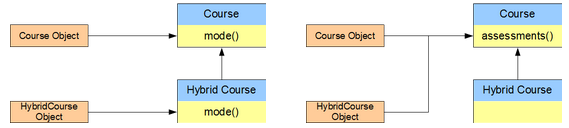 Course
Course Object
mode()
Hybrid Course
HybridCourse
Object
mode()
Course
Course Object
assessments()
Hybrid Course
HybridCourse
Object